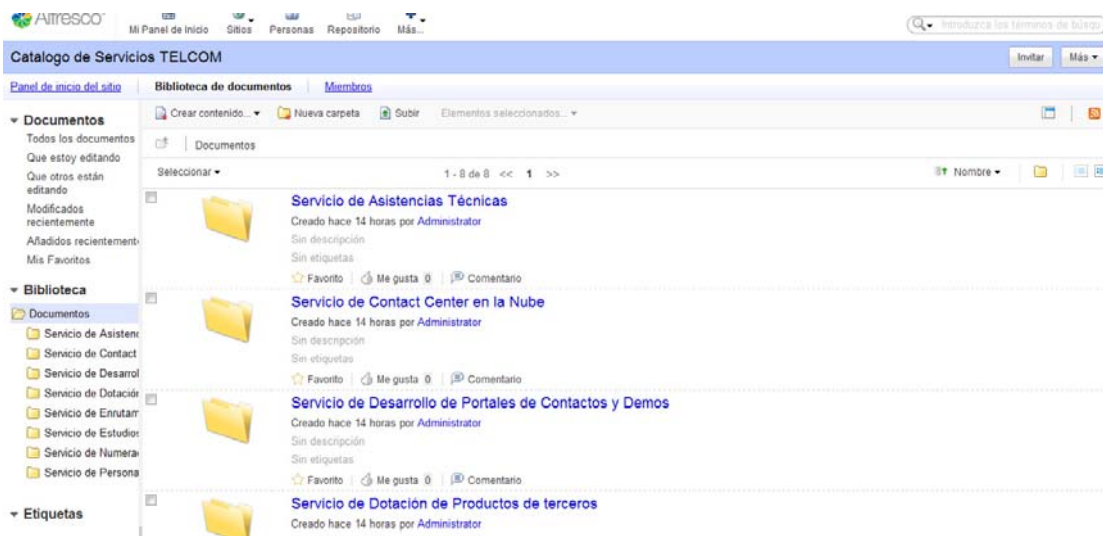 Alfresco
Mi Panel de Inicio Sitios Personas Repositorio Más...
Introduzca los términos de búsqu
Catalogo de Servicios TELCOM
Invitar Más
Panel de inicio del sitio Biblioteca de documentos Miembros
Documentos
Todos los documentos
Que estoy editando
Que otros están
editando
Modificados
recientemente
Añadidos recientement
Mis Favoritos
Biblioteca
Documentos
Servicio de Asistenc
Servicio de Contact
Servicio de Desarrol
Servicio de Dotación
Servicio de Enrutam
Servicio de Estudios
Servicio de Numera
Servicio de Persona
Etiquetas
Crear contenido... Nueva carpeta Subir Elementos seleccionados...
Documentos
Seleccionar 1 - 8 de 8 << 1 >> Nombre
Servicio de Asistencias Técnicas
Creado hace 14 horas por Administrator
Sin descripción
Sin etiquetas
Favorito Me gusta 0 Comentario
Servicio de Contact Center en la Nube
Creado hace 14 horas por Administrator
Sin descripción
Sin etiquetas
Favorito Me gusta 0 Comentario
Servicio de Desarrollo de Portales de Contactos y Demos
Creado hace 14 horas por Administrator
Sin descripción
Sin etiquetas
Favorito Me gusta 0 Comentario
Servicio de Dotación de Productos de terceros
Creado hace 14 horas por Administrator